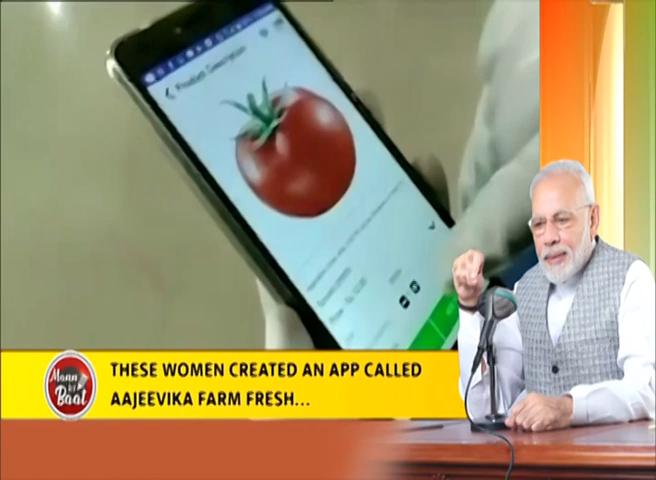 Product Description
Mann
Ki
Baat
THESE WOMEN CREATED AN APP CALLED
AAJEEVIKA FARM FRESH...